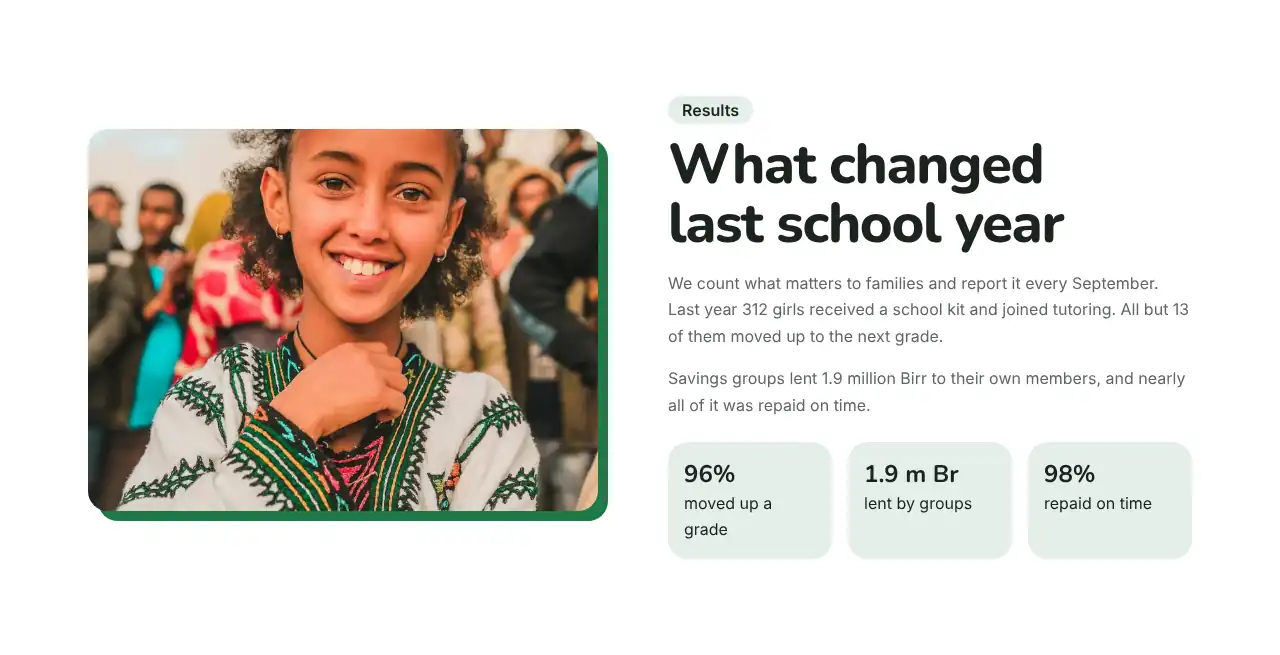 Results
What changed
last school year
We count what matters to families and report it every September.
Last year 312 girls received a school kit and joined tutoring. All but 13
of them moved up to the next grade.
Savings groups lent 1.9 million Birr to their own members, and nearly
all of it was repaid on time.
96%
moved up a
grade
1.9 m Br
lent by groups
98%
repaid on time